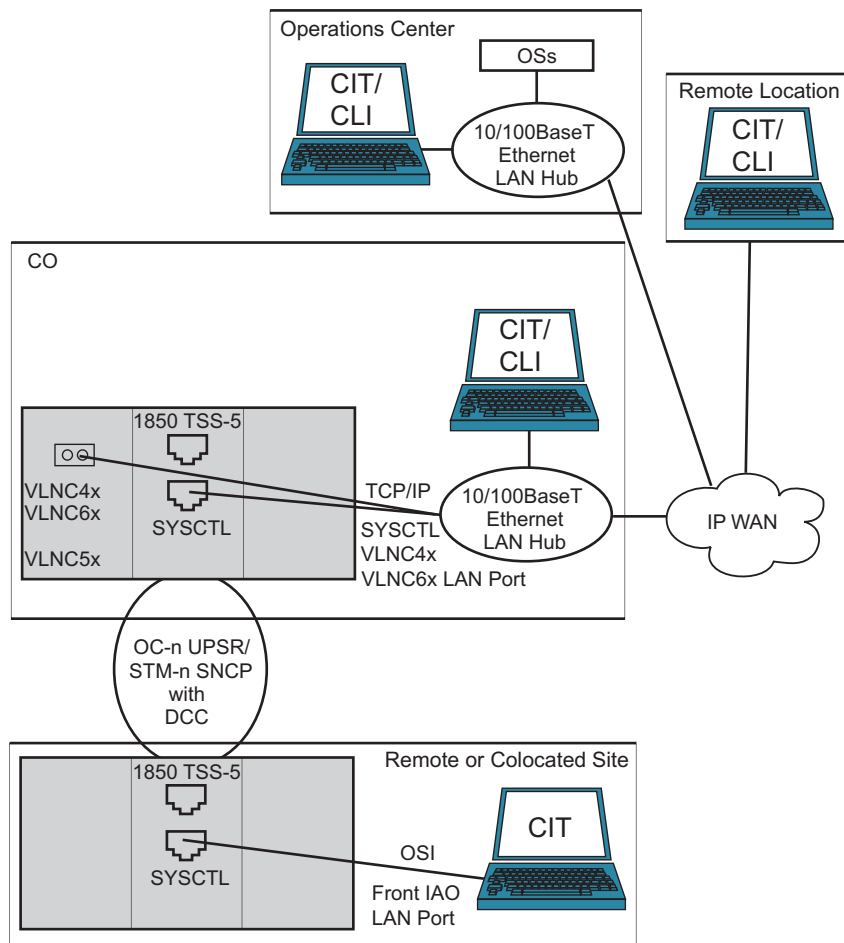 Operations Center
OSs
CIT/
CLI
10/100BaseT
Ethernet
LAN Hub
Remote Location
CIT/
CLI
CO
CIT/
CLI
1850 TSS-5
VLNC4x
VLNC6x
VLNC5x
SYSCTL
TCP/IP
SYSCTL
VLNC4x
VLNC6x LAN Port
10/100BaseT
Ethernet
LAN Hub
IP WAN
OC-n UPSR/
STM-n SNCP
with
DCC
Remote or Colocated Site
1850 TSS-5
SYSCTL
OSI
Front IAO
LAN Port
CIT